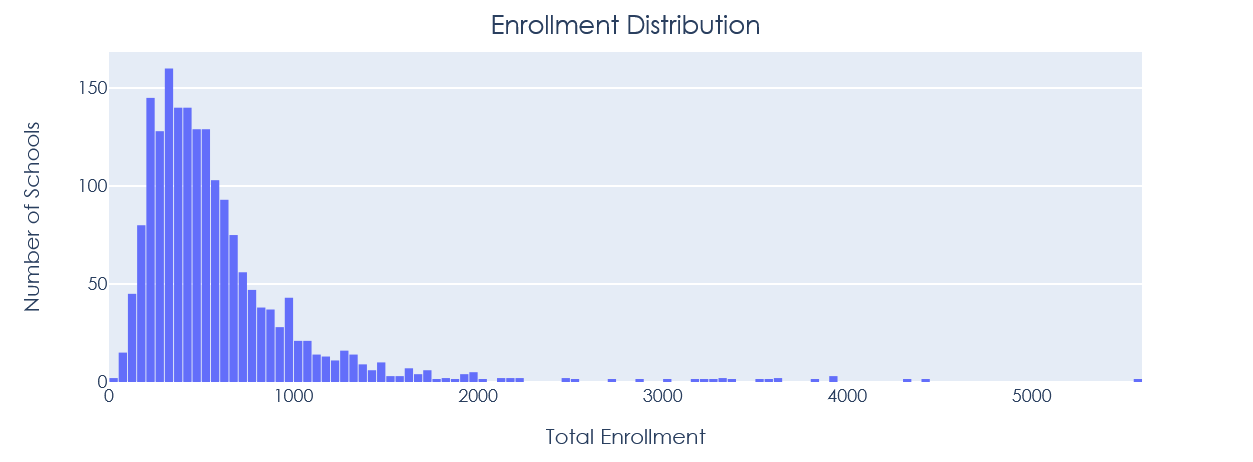 Enrollment Distribution
Number of Schools
150
100
50
0
0 1000 2000 3000 4000 5000
Total Enrollment